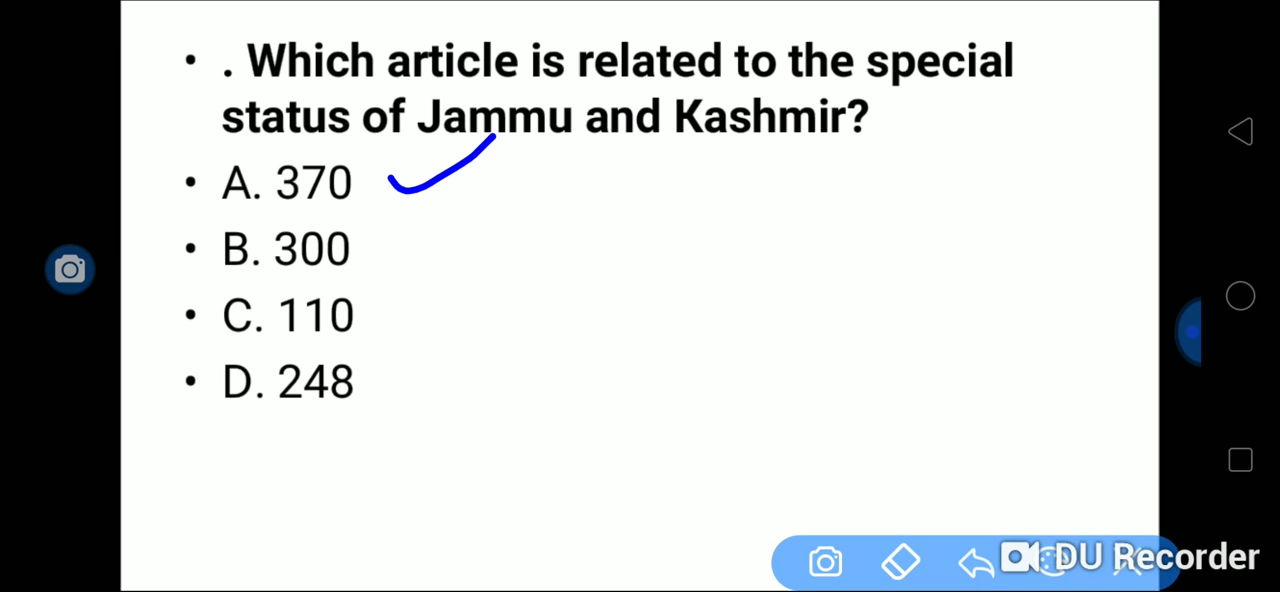 • . Which article is related to the special
status of Jammu and Kashmir?
• A. 370
• B. 300
• C. 110
• D. 248
DU Recorder